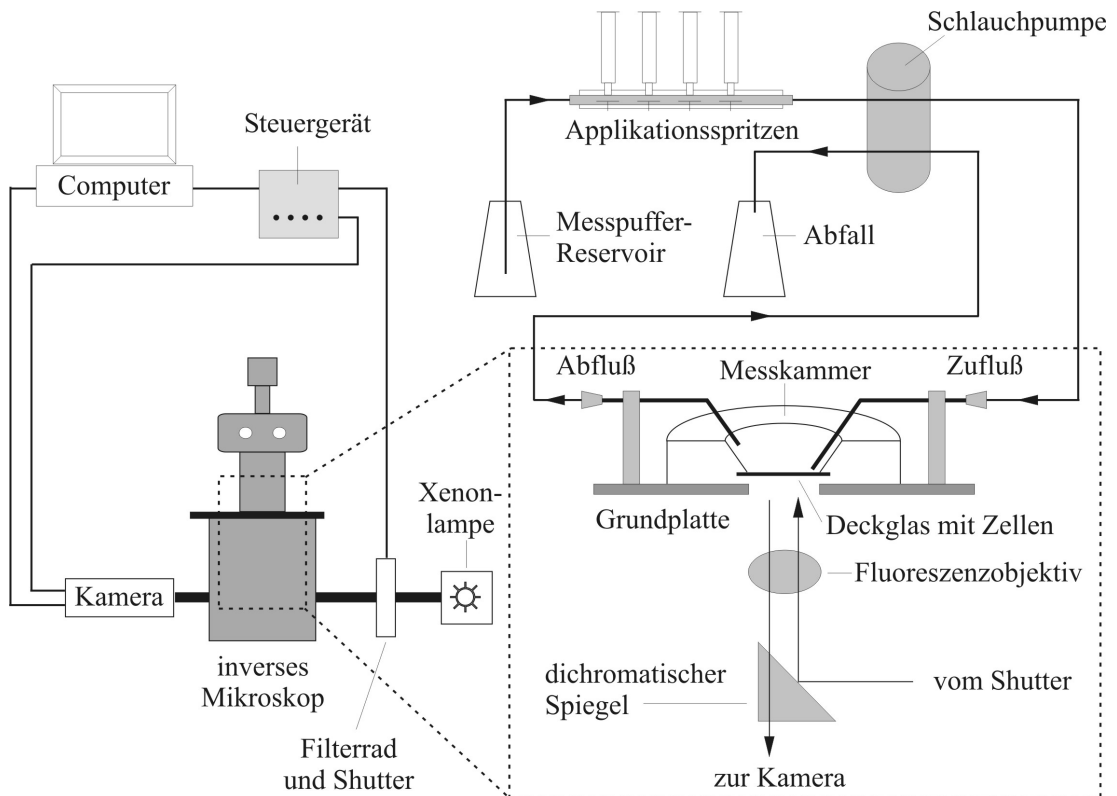 Schlauchpumpe
Steuergerät
Applikationsspritzen
Computer
Messpuffer-
Reservoir
Abfall
Abfluß
Messkammer
Zufluß
Xenon-
lampe
Grundplatte
Deckglas mit Zellen
Fluoreszenzobjektiv
Kamera
inverses
Mikroskop
dichromatischer
Spiegel
vom Shutter
Filterrad
und Shutter
zur Kamera